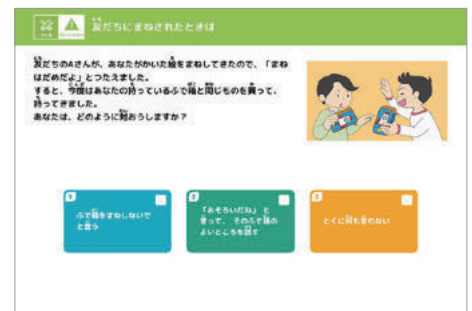 友だちにまねされたときは
友だちのAさんが、あなたがかいた絵をまねしてきたので、「まね
はだめだよ」とつたえました。
すると、今度はあなたの持っているふで箱と同じものを買って、
持ってきました。
あなたは、どのように対おうしますか？
1
ふで箱をまねしないで
と言う
2
「おそろいだね」と
言って、そのふで箱の
よいところを話す
3
とくに何も言わない